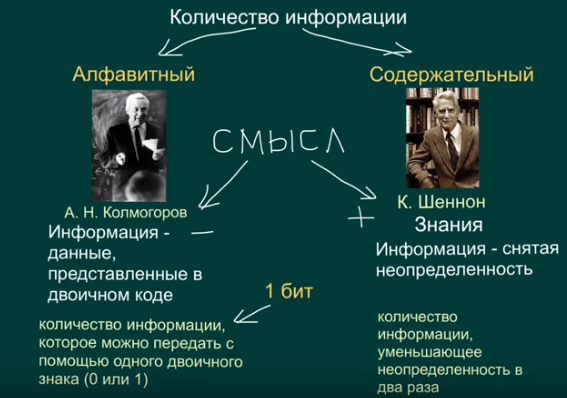 Количество информации
Алфавитный
Содержательный
СМЫСЛ
А. Н. Колмогоров
Информация -
данные,
представленные в
двоичном коде
К. Шеннон
Знания
Информация - снятая
неопределенность
1 бит
количество информации,
которое можно передать с
помощью одного двоичного
знака (0 или 1)
количество
информации,
уменьшающее
неопределенность в
два раза